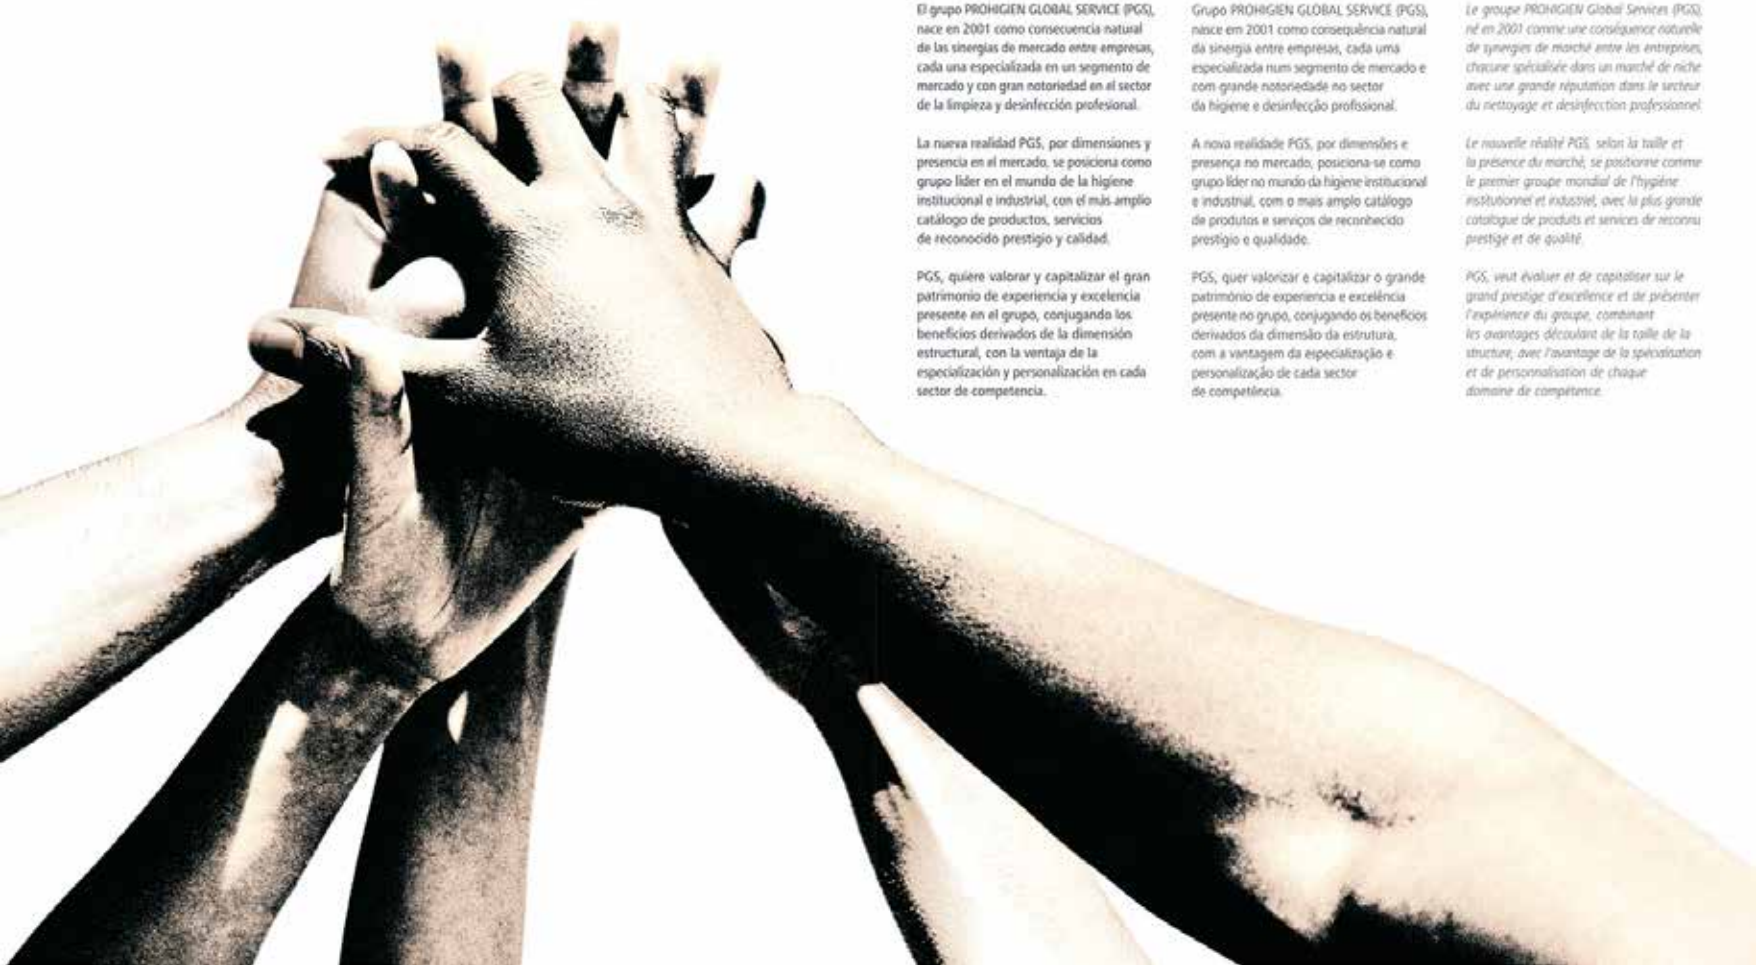 El grupo PROHIGIEN GLOBAL SERVICE (PGS),
nace en 2001 como consecuencia natural
de las sinergias de mercado entre empresas,
cada una especializada en un segmento de
mercado y con gran notoriedad en el sector
de la limpieza y desinfección profesional.
La nueva realidad PGS, por dimensiones y
presencia en el mercado, se posiciona como
grupo líder en el mundo de la higiene
institucional e industrial, con el más amplio
catálogo de productos, servicios
de reconocido prestigio y calidad.
PGS, quiere valorar y capitalizar el gran
patrimonio de experiencia y excelencia
presente en el grupo, conjugando los
beneficios derivados de la dimensión
estructural, con la ventaja de la
especialización y personalización en cada
sector de competencia.
Grupo PROHIGIEN GLOBAL SERVICE (PGS),
nasce em 2001 como consequência natural
da sinergia entre empresas, cada uma
especializada num segmento de mercado e
com grande notoriedade no sector
da higiene e desinfecção profissional.
A nova realidade PGS, por dimensões e
presença no mercado, posiciona-se como
grupo líder no mundo da higiene institucional
e industrial, com o mais amplo catálogo
de produtos e serviços de reconhecido
prestigio e qualidade.
PGS, quer valorizar e capitalizar o grande
património de experiencia e excelência
presente no grupo, conjugando os beneficios
derivados da dimensão da estrutura,
com a vantagem da especialização e
personalização de cada sector
de competência.
Le groupe PROHIGIEN Global Services (PGS),
né en 2001 comme une conséquence naturelle
de synergies de marché entre les entreprises,
chacune spécialisée dans un marché de niche
avec une grande réputation dans le secteur
du nettoyage et desinfecction professionnel.
Le nouvelle réalité PGS, selon la taille et
la présence du marché, se positionne comme
le premier groupe mondial de l'hygiène
institutionnel et industriel, avec la plus grande
catalogue de produits et services de reconnu
prestige et de qualité.
PGS, veut évaluer et de capitaliser sur le
grand prestige d'excellence et de présenter
l'expérience du groupe, combinant
les avantages découlant de la taille de la
structure, avec l'avantage de la spécialisation
et de personnalisation de chaque
domaine de compétence.